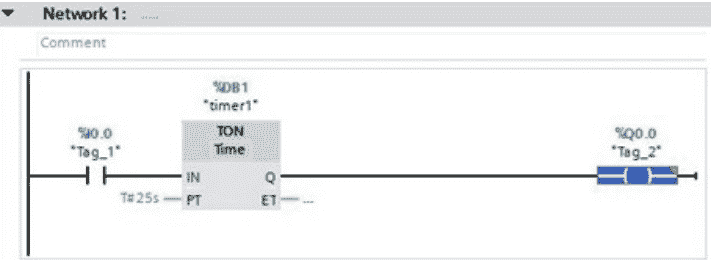 Network 1: .....
Comment
%DB1
"timer1"
%I0.0
"Tag_1"
TON
Time
%Q0.0
"Tag_2"
IN Q
T#25s PT ET ...